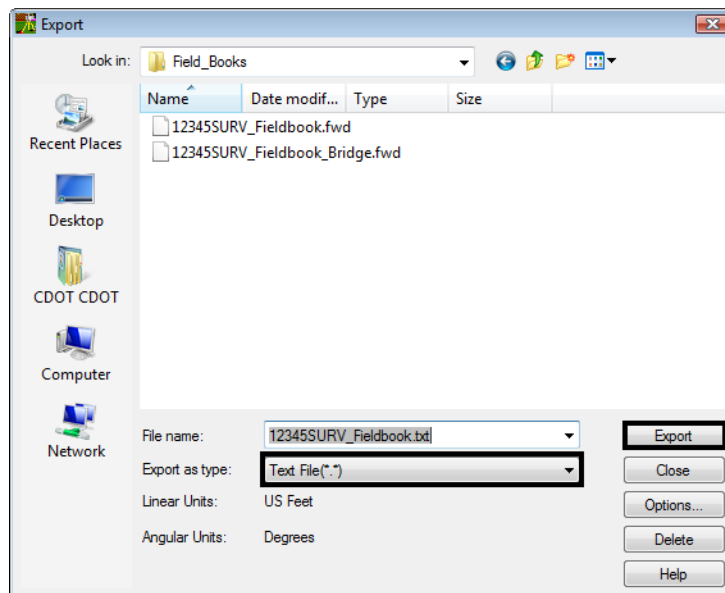 Export
Look in:
Field_Books
Name
Date modif...
Type
Size
12345SURV_Fieldbook.fwd
12345SURV_Fieldbook_Bridge.fwd
Recent Places
Desktop
CDOT CDOT
Computer
Network
File name:
12345SURV_Fieldbook.txt
Export
Export as type:
Text File(*.*)
Close
Linear Units:
US Feet
Options...
Angular Units:
Degrees
Delete
Help